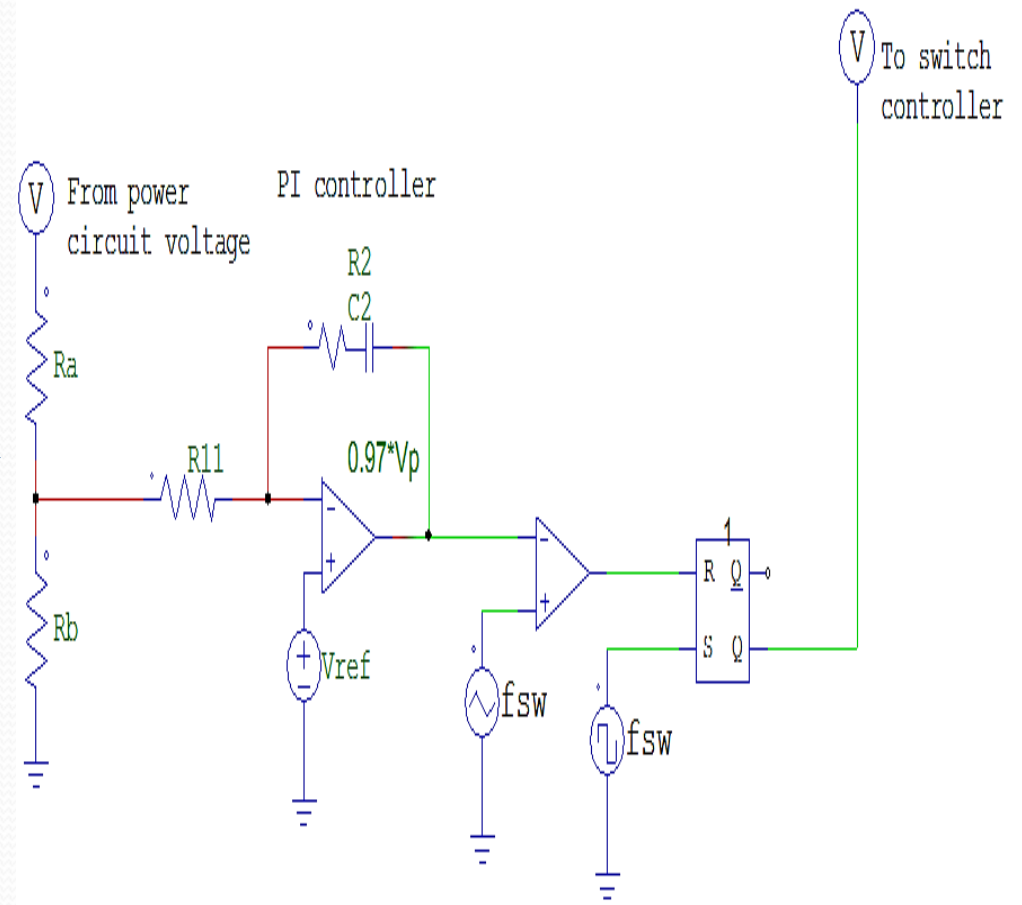 V
To switch
controller
V
From power
circuit voltage
PI controller
R2
C2
Ra
R11
0.97*Vp
-
+
-
+
1
R Q
S Q
Rb
+
-
Vref
fsw
fsw